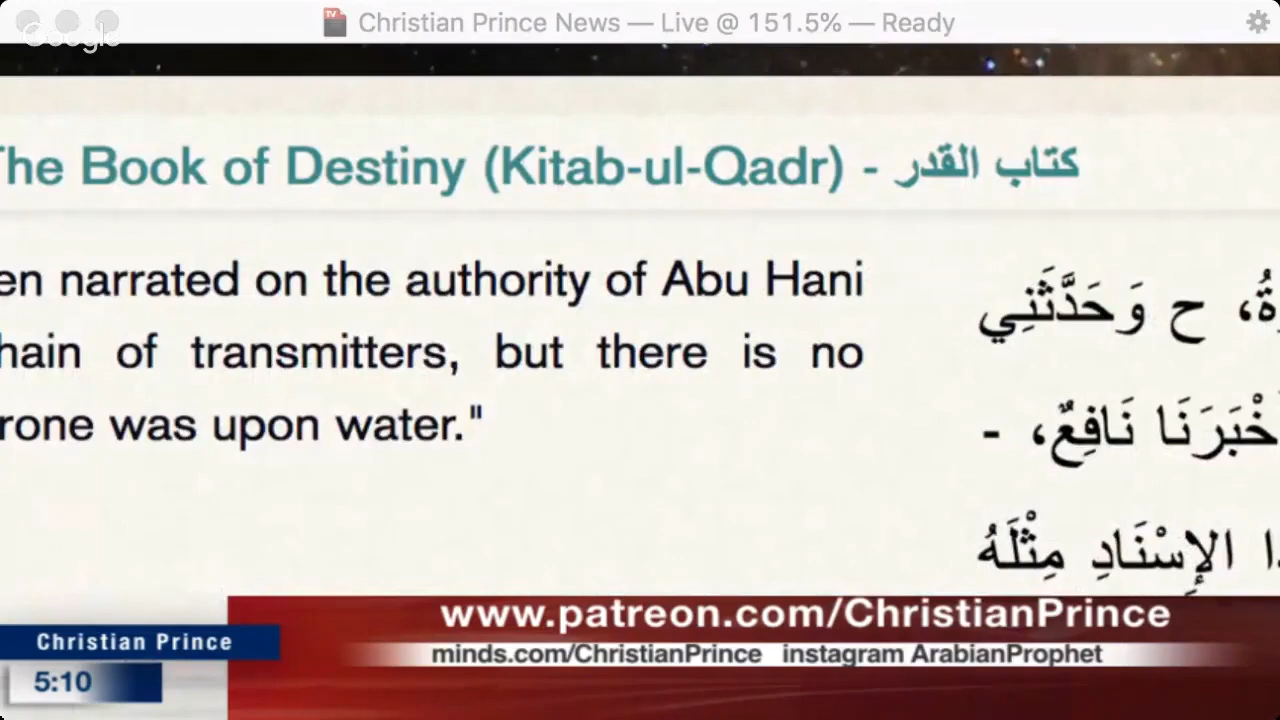 Christian Prince News — Live @ 151.5% — Ready
Google
The Book of Destiny (Kitab-ul-Qadr) - كتاب القدر
en narrated on the authority of Abu Hani
hain of transmitters, but there is no
rone was upon water."
ةُ، ح وَحَدَّثَنِي
خْبَرَنَا نَافِعٌ، -
ا الإِسْنَادِ مِثْلَهُ
www.patreon.com/ChristianPrince
minds.com/ChristianPrince instagram ArabianProphet
Christian Prince
5:10